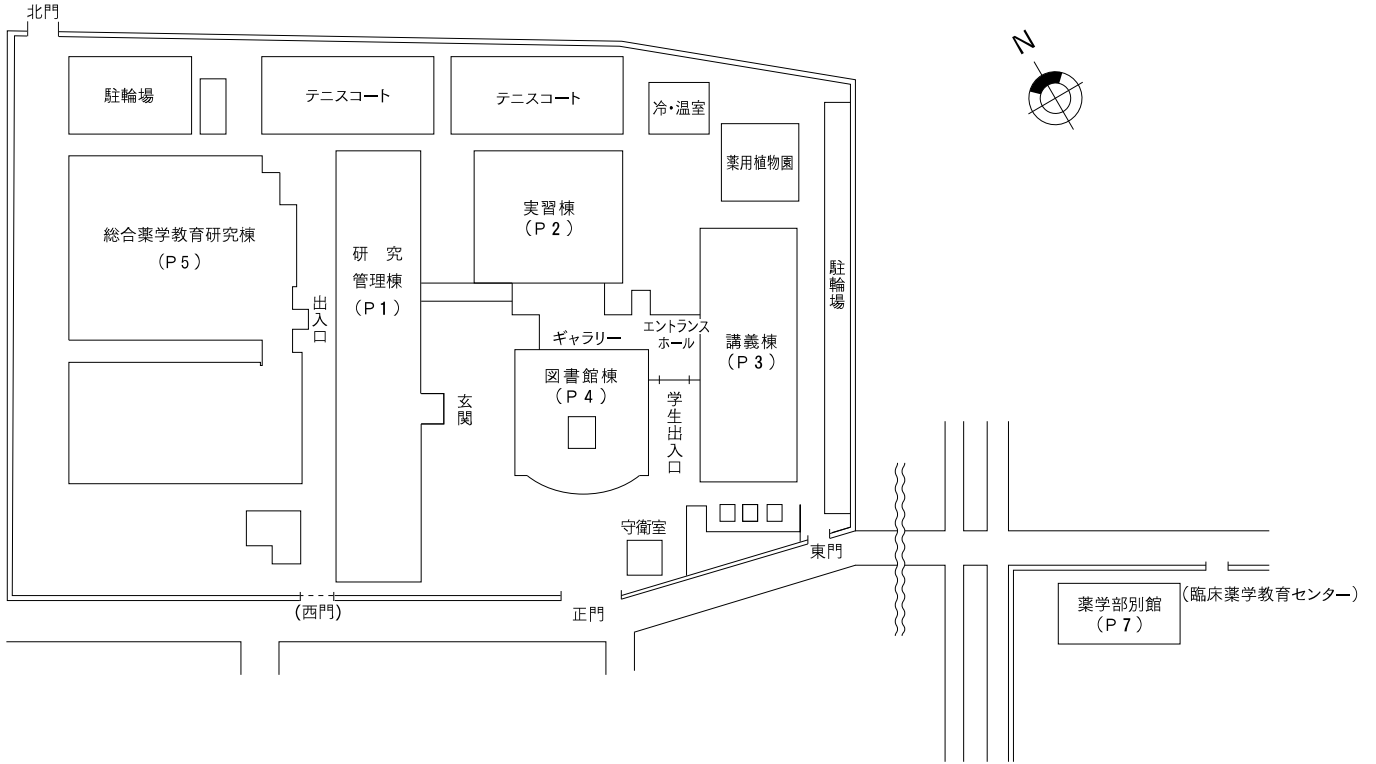 北門
N
駐輪場
テニスコート
テニスコート
冷・温室
薬用植物園
実習棟
(P2)
総合薬学教育研究棟
(P5)
研 究
管理棟
(P1)
駐輪場
出入口
エントランス
ホール
ギャラリー
講義棟
(P3)
図書館棟
(P4)
玄関
学生出入口
守衛室
東門
(西門)
正門
薬学部別館
(P7)
(臨床薬学教育センター)